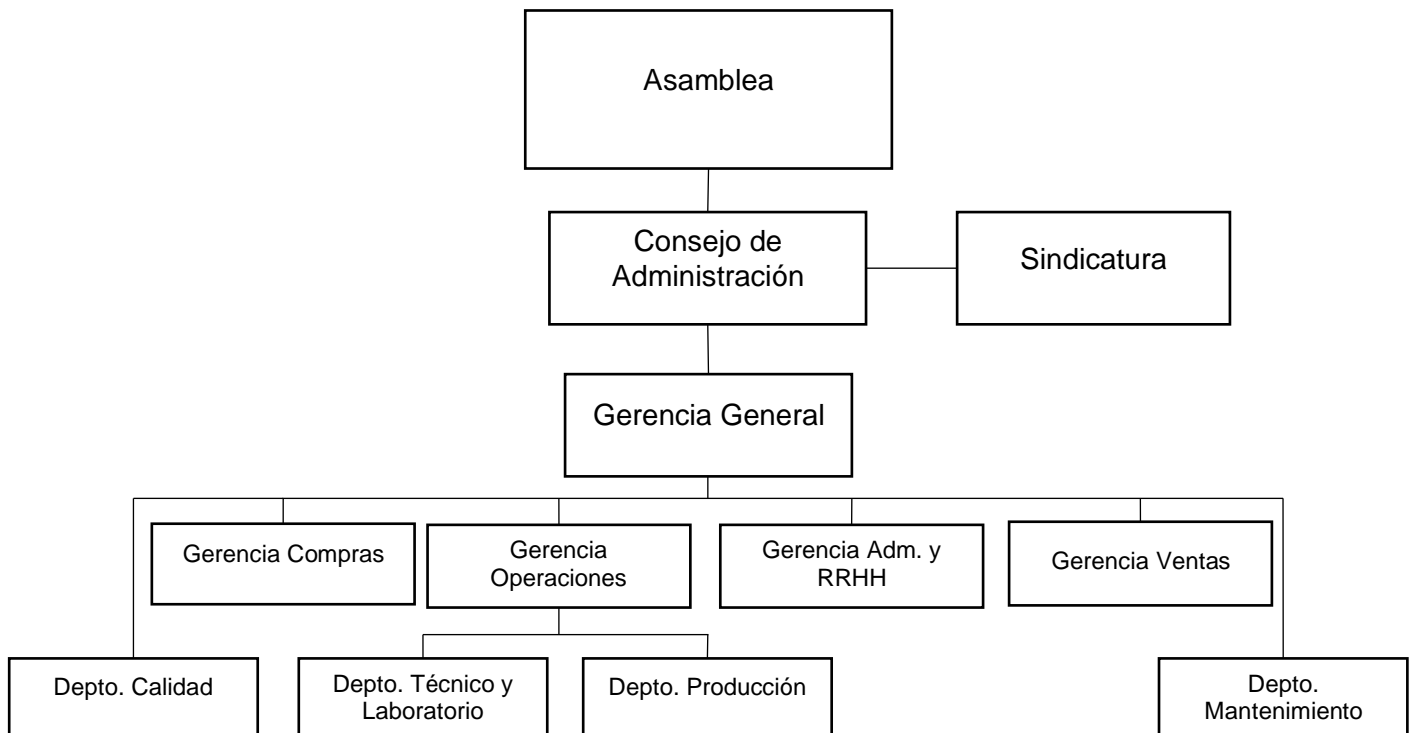 Asamblea
Consejo de
Administración
Sindicatura
Gerencia General
Gerencia Compras
Gerencia
Operaciones
Gerencia Adm. y
RRHH
Gerencia Ventas
Depto. Calidad
Depto. Técnico y
Laboratorio
Depto. Producción
Depto.
Mantenimiento